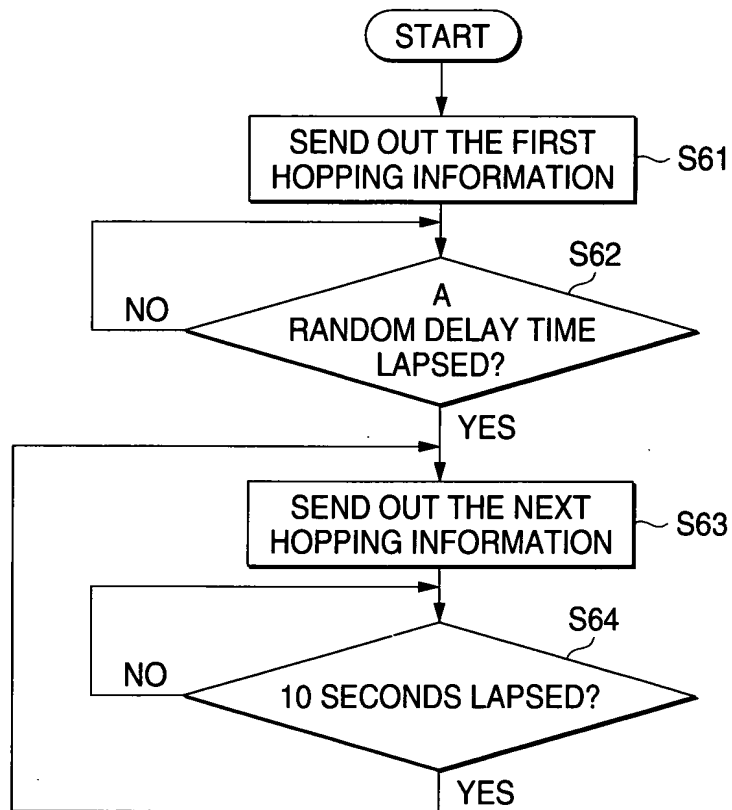 START
SEND OUT THE FIRST
HOPPING INFORMATION
S61
S62
NO
A
RANDOM DELAY TIME
LAPSED?
YES
SEND OUT THE NEXT
HOPPING INFORMATION
S63
S64
NO
10 SECONDS LAPSED?
YES